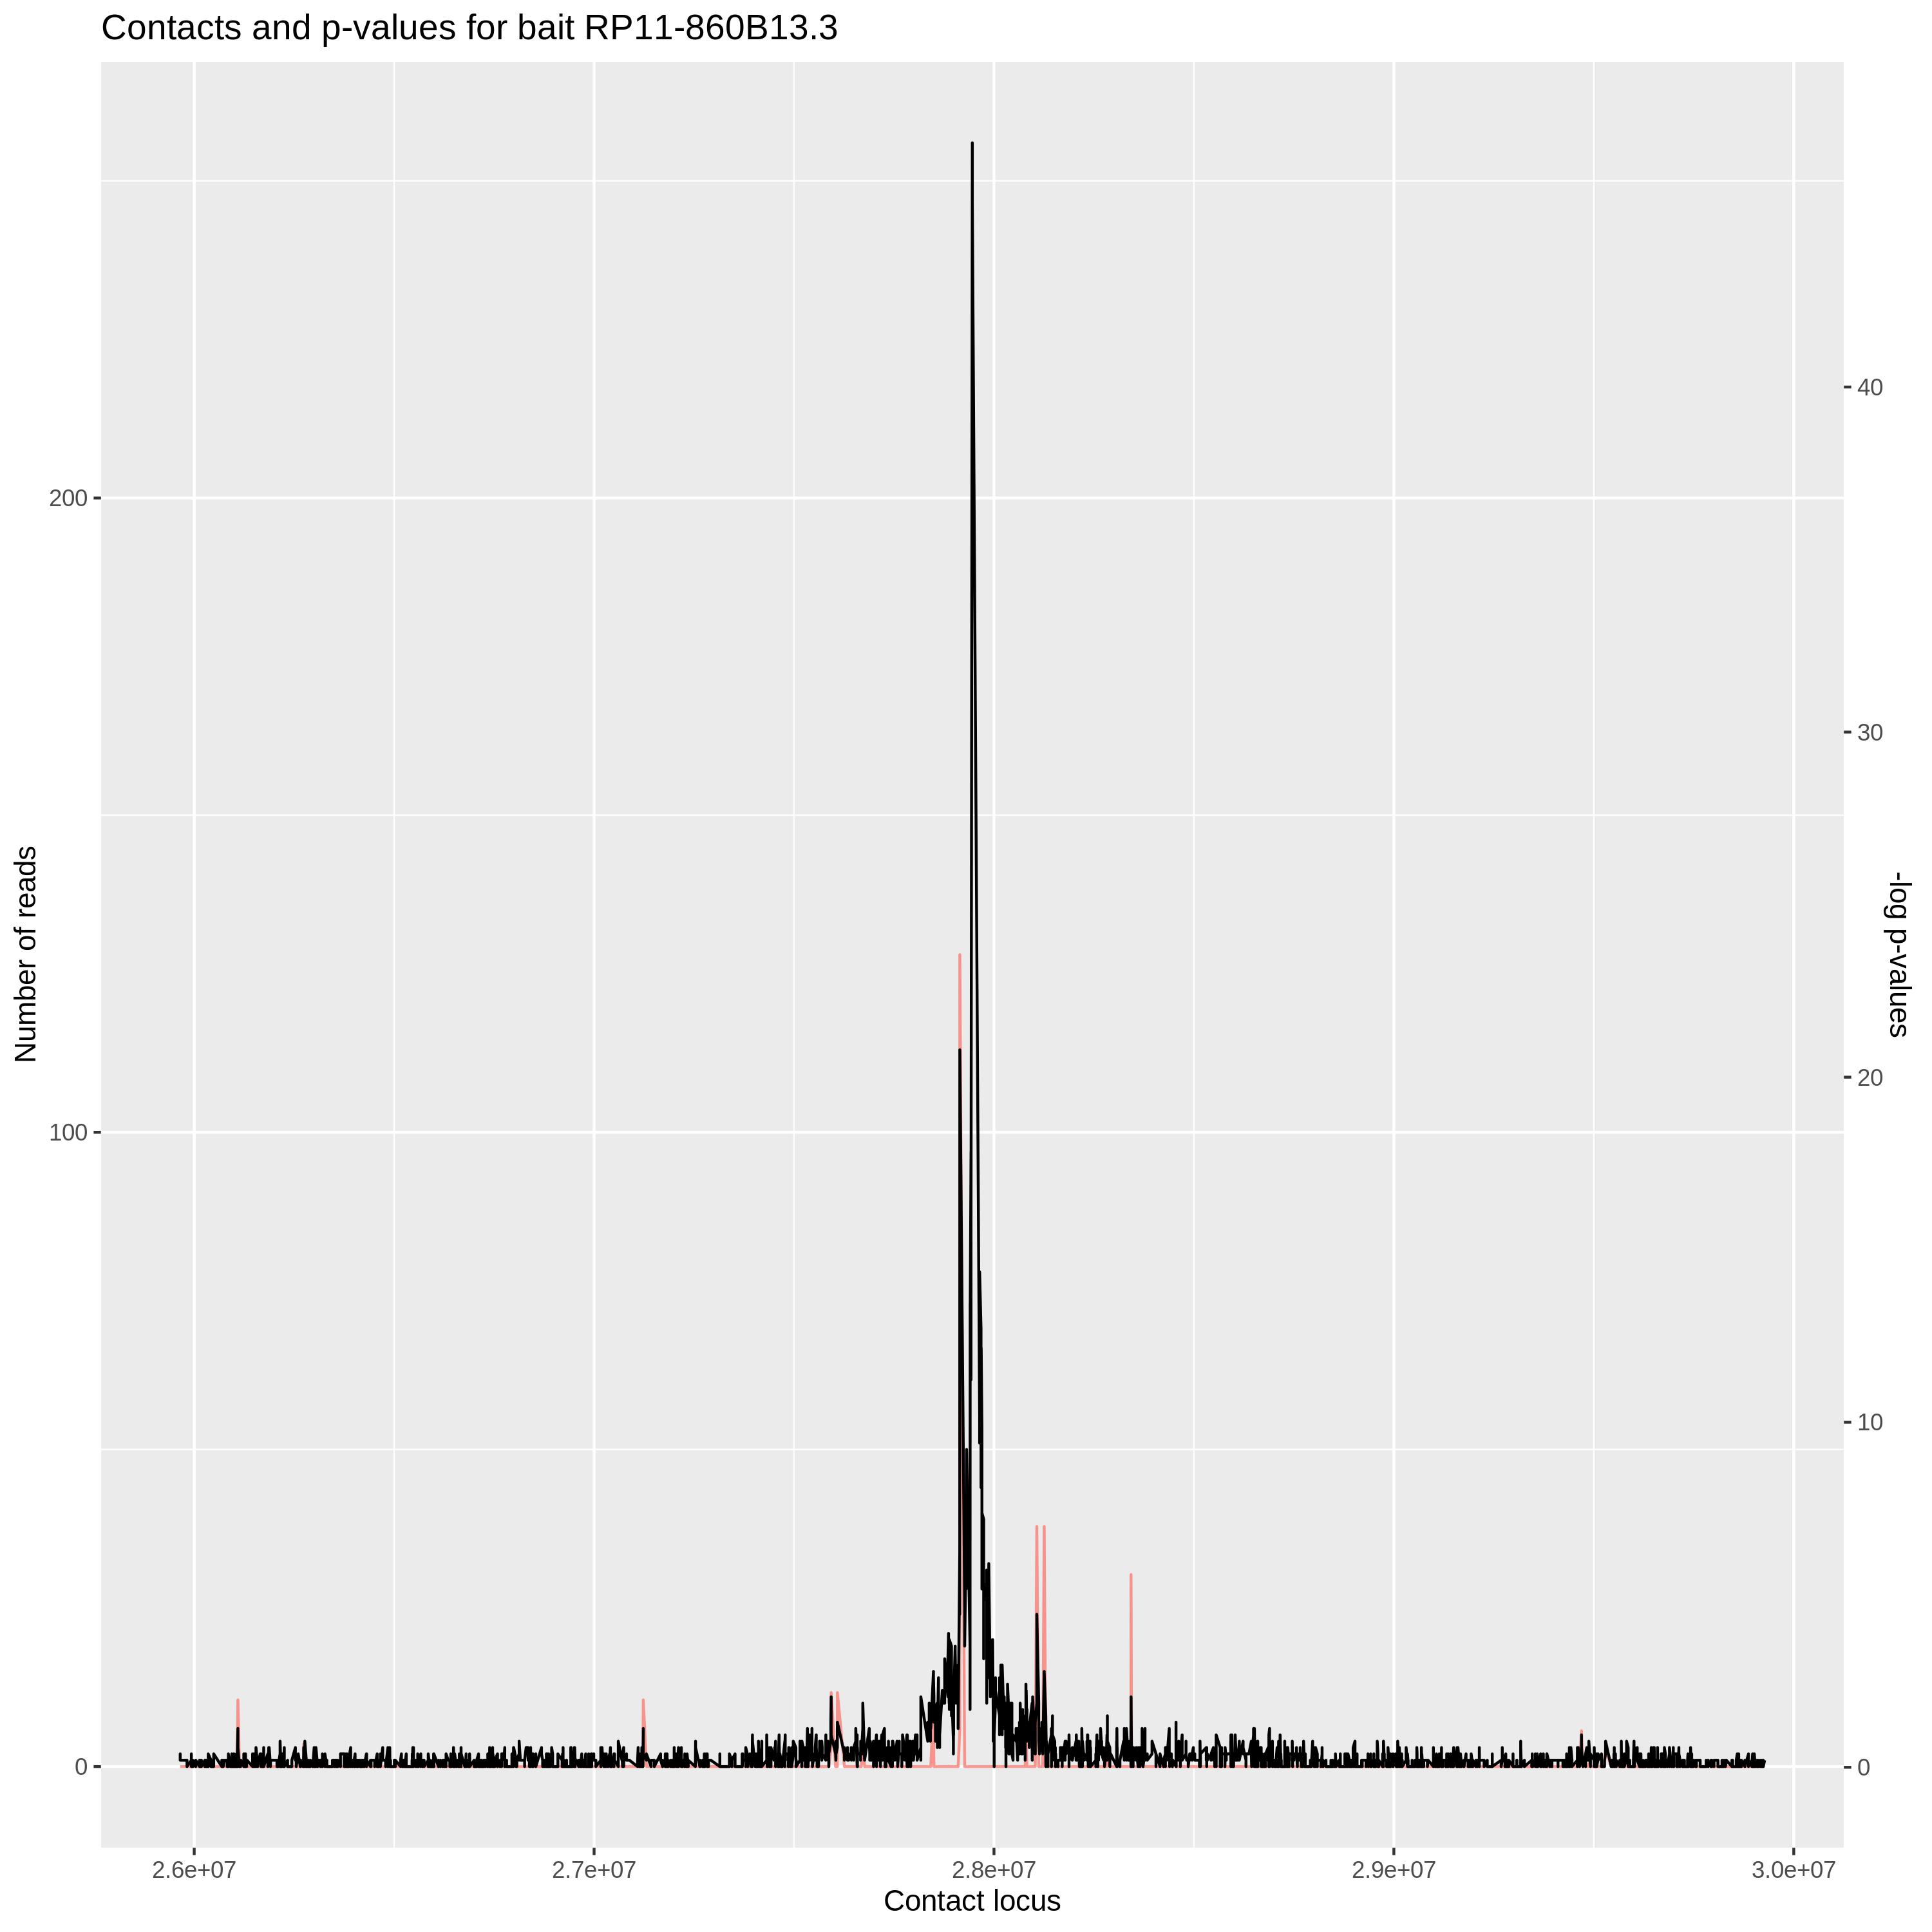 Contacts and p-values for bait RP11-860B13.3
Number of reads
200
100
0
40
30
20
10
0
-log p-values
2.6e+07
2.7e+07
2.8e+07
2.9e+07
3.0e+07
Contact locus